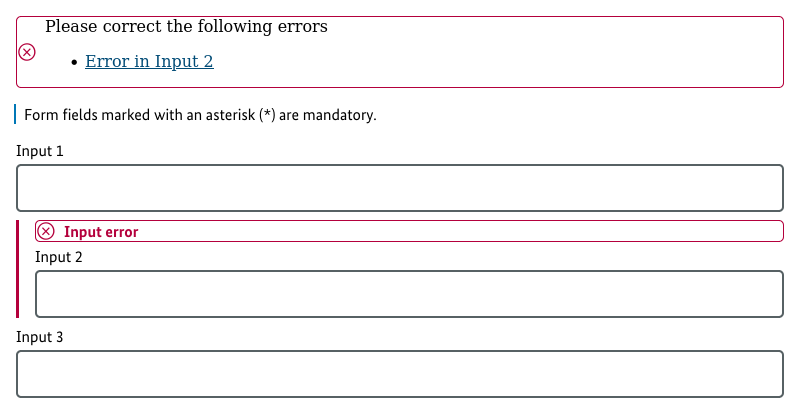 Please correct the following errors
• Error in Input 2
Form fields marked with an asterisk (*) are mandatory.
Input 1
Input error
Input 2
Input 3